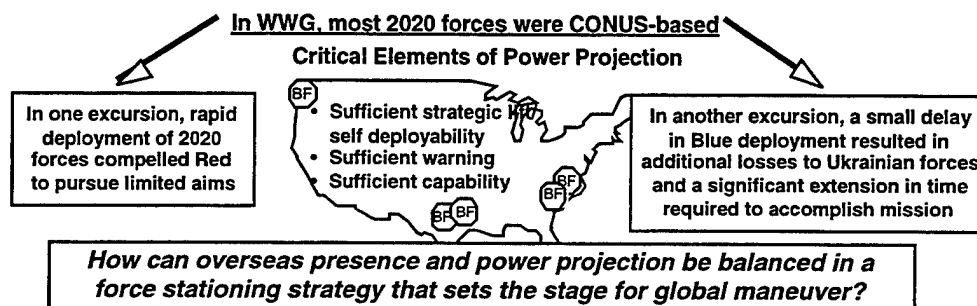 In WWG, most 2020 forces were CONUS-based
Critical Elements of Power Projection
In one excursion, rapid
deployment of 2020
forces compelled Red
to pursue limited aims
BF
• Sufficient strategic lift/
self deployability
• Sufficient warning
• Sufficient capability
BF
BF BF
In another excursion, a small delay
in Blue deployment resulted in
additional losses to Ukrainian forces
and a significant extension in time
required to accomplish mission
How can overseas presence and power projection be balanced in a
force stationing strategy that sets the stage for global maneuver?